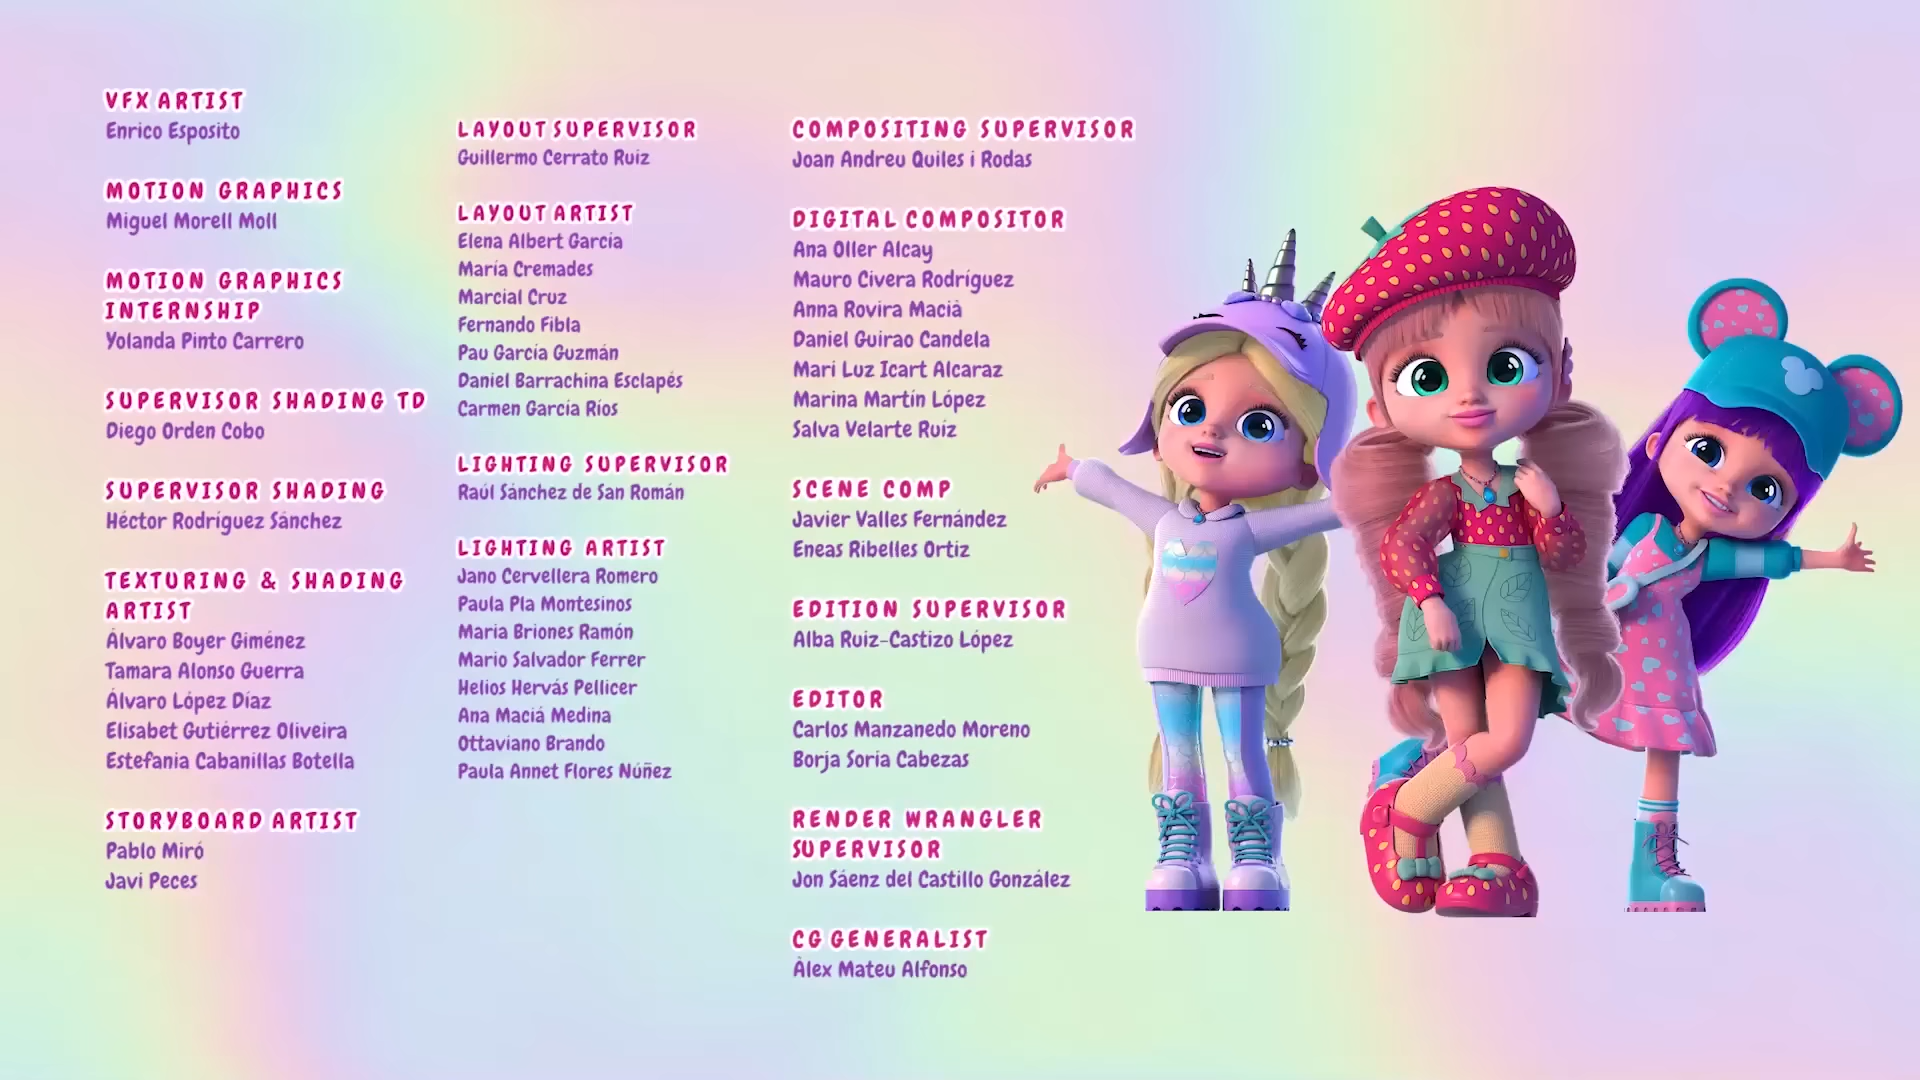 VFX ARTIST
Enrico Esposito
MOTION GRAPHICS
Miguel Morell Moll
MOTION GRAPHICS
INTERNSHIP
Yolanda Pinto Carrero
SUPERVISOR SHADING TD
Diego Orden Cobo
SUPERVISOR SHADING
Héctor Rodríguez Sánchez
TEXTURING & SHADING
ARTIST
Álvaro Boyer Giménez
Tamara Alonso Guerra
Álvaro López Díaz
Elisabet Gutiérrez Oliveira
Estefania Cabanillas Botella
STORYBOARD ARTIST
Pablo Miró
Javi Peces
LAYOUT SUPERVISOR
Guillermo Cerrato Ruiz
LAYOUT ARTIST
Elena Albert García
María Cremades
Marcial Cruz
Fernando Fibla
Pau García Guzmán
Daniel Barrachina Esclapés
Carmen García Ríos
LIGHTING SUPERVISOR
Raúl Sánchez de San Román
LIGHTING ARTIST
Jano Cervellera Romero
Paula Pla Montesinos
Maria Briones Ramón
Mario Salvador Ferrer
Helios Hervás Pellicer
Ana Maciá Medina
Ottaviano Brando
Paula Annet Flores Núñez
COMPOSITING SUPERVISOR
Joan Andreu Quiles i Rodas
DIGITAL COMPOSITOR
Ana Oller Alcay
Mauro Civera Rodríguez
Anna Rovira Maciá
Daniel Guirao Candela
Mari Luz Icart Alcaraz
Marina Martín López
Salva Velarte Ruiz
SCENE COMP
Javier Valles Fernández
Eneas Ribelles Ortiz
EDITION SUPERVISOR
Alba Ruiz-Castizo López
EDITOR
Carlos Manzanedo Moreno
Borja Soria Cabezas
RENDER WRANGLER
SUPERVISOR
Jon Sáenz del Castillo González
CG GENERALIST
Àlex Mateu Alfonso